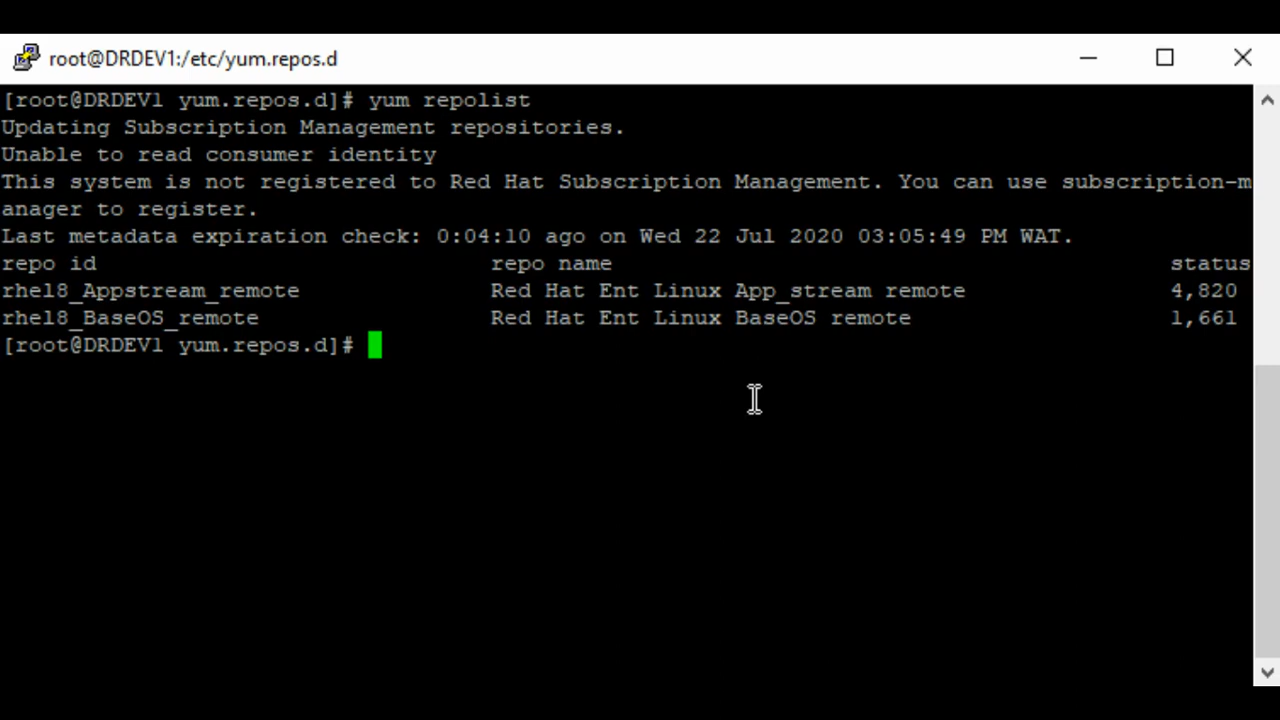 root@DRDEV1:/etc/yum.repos.d
[root@DRDEV1 yum.repos.d]# yum repolist
Updating Subscription Management repositories.
Unable to read consumer identity
This system is not registered to Red Hat Subscription Management. You can use subscription-m
anager to register.
Last metadata expiration check: 0:04:10 ago on Wed 22 Jul 2020 03:05:49 PM WAT.
repo id repo name status
rhel8_Appstream_remote Red Hat Ent Linux App_stream remote 4,820
rhel8_BaseOS_remote Red Hat Ent Linux BaseOS remote 1,661
[root@DRDEV1 yum.repos.d]#